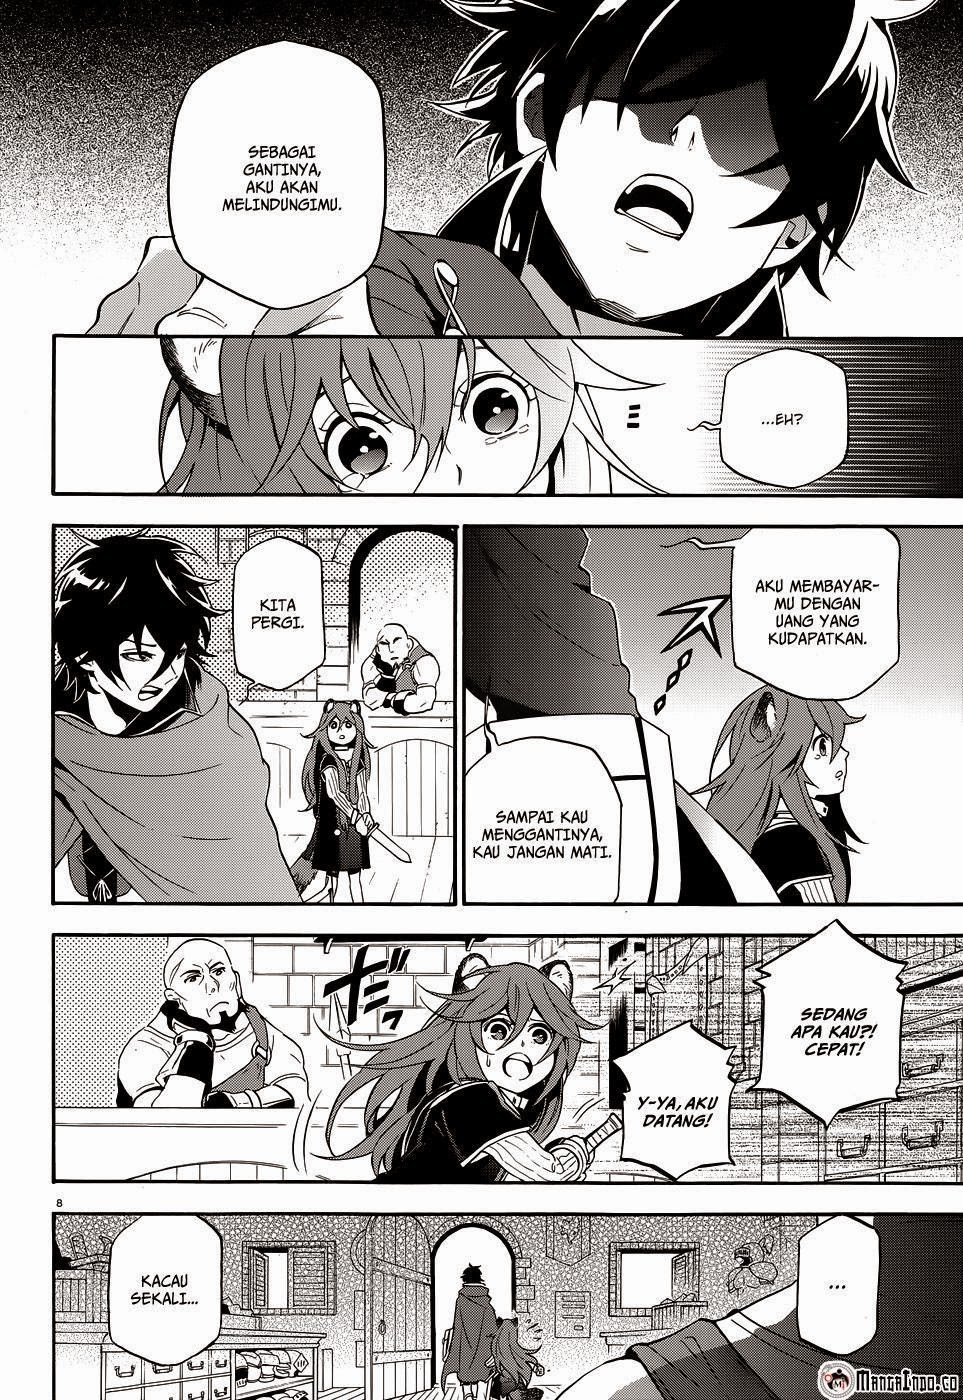 SEBAGAI
GANTINYA,
AKU AKAN
MELINDUNGIMU.
...EH?
AKU MEMBAYAR-
MU DENGAN
UANG YANG
KUDAPATKAN.
SAMPAI KAU
MENGGANTINYA,
KAU JANGAN MATI.
KITA
PERGI.
SEDANG
APA KAU?!
CEPAT!
Y-YA, AKU
DATANG!
8
...
KACAU
SEKALI...
MANGAINDO.CO